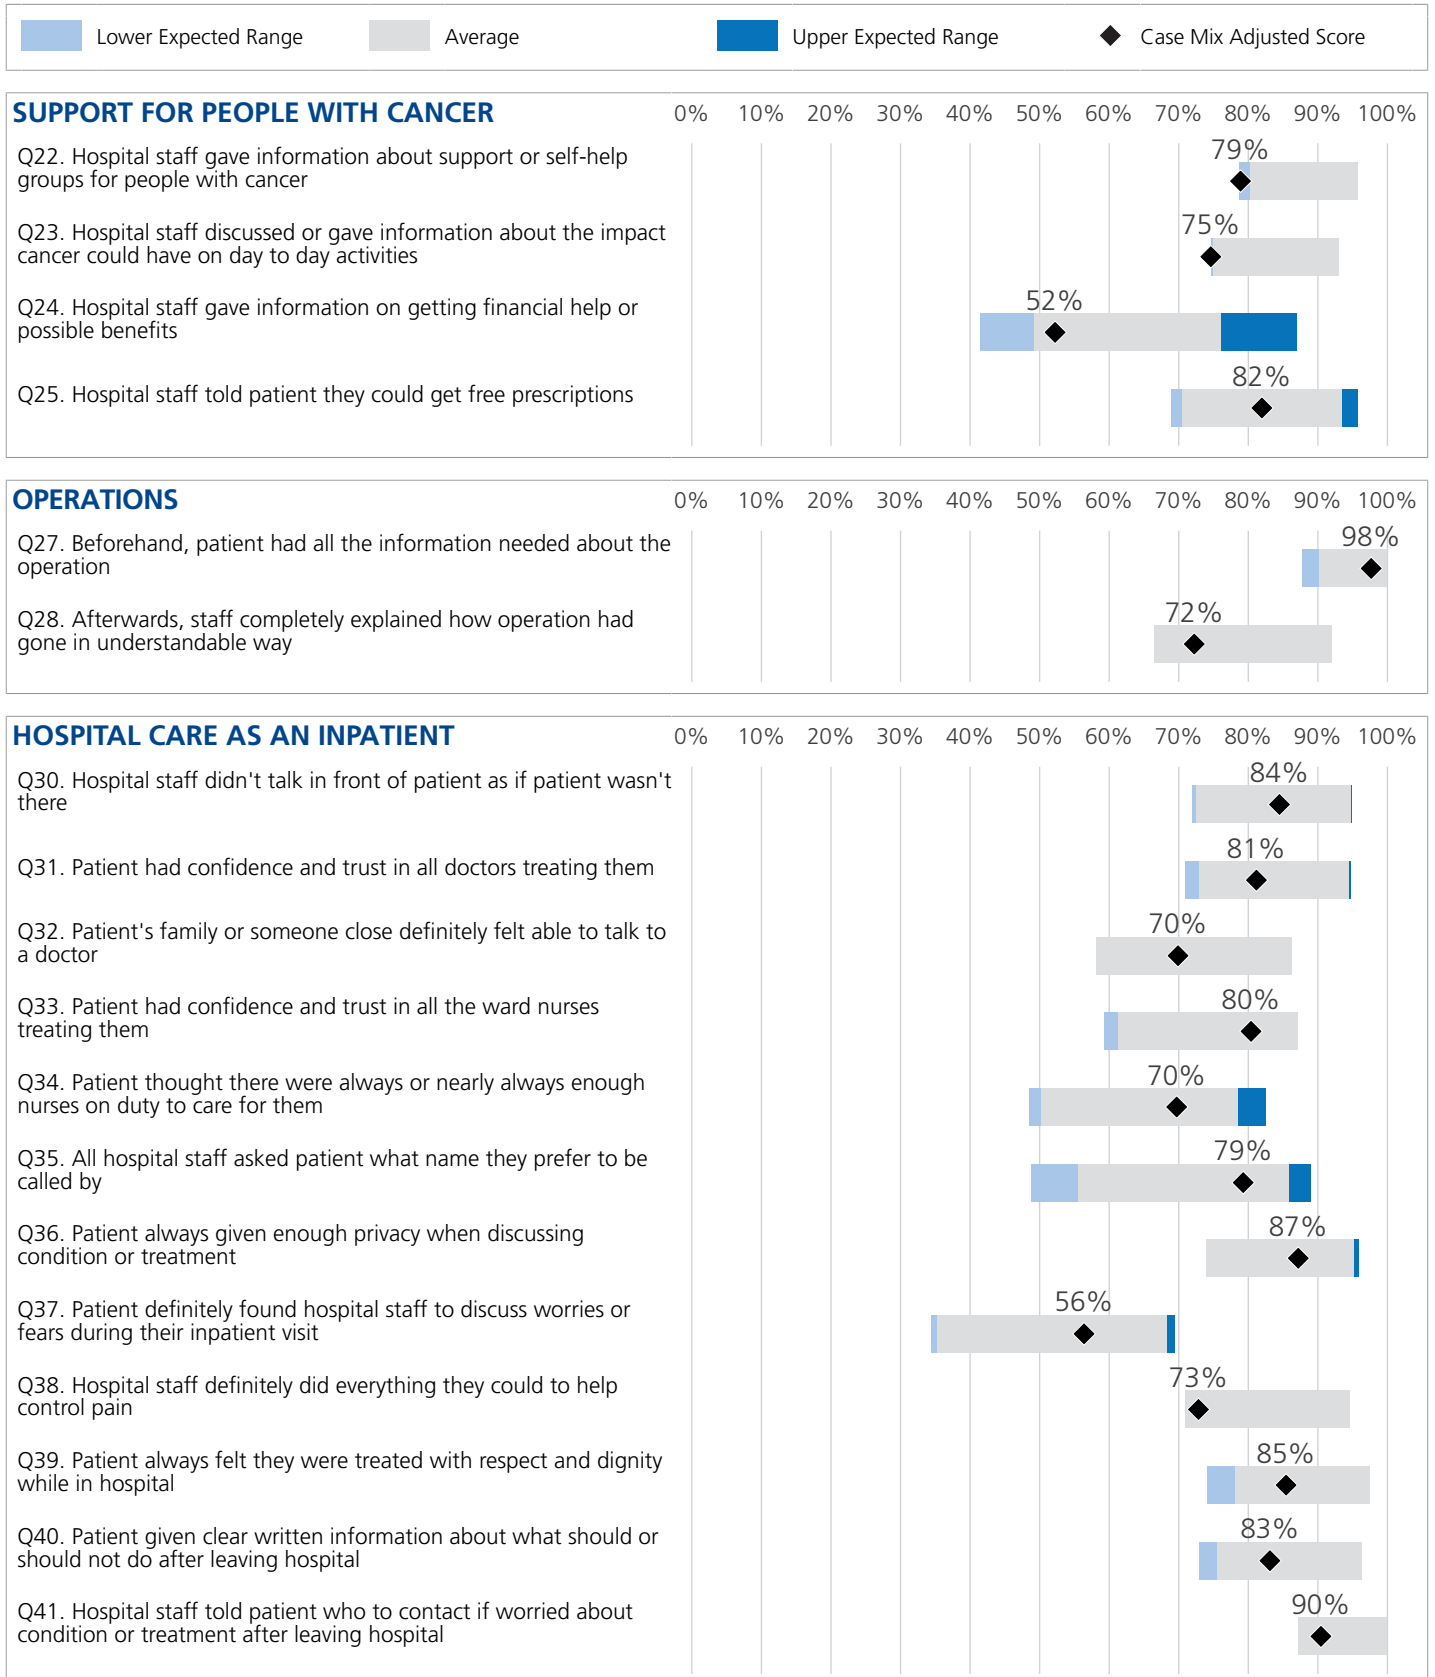 Lower Expected Range Average Upper Expected Range Case Mix Adjusted Score
SUPPORT FOR PEOPLE WITH CANCER 0% 10% 20% 30% 40% 50% 60% 70% 80% 90% 100%
Q22. Hospital staff gave information about support or self-help
groups for people with cancer
79%
Q23. Hospital staff discussed or gave information about the impact
cancer could have on day to day activities
75%
Q24. Hospital staff gave information on getting financial help or
possible benefits
52%
Q25. Hospital staff told patient they could get free prescriptions
82%
OPERATIONS 0% 10% 20% 30% 40% 50% 60% 70% 80% 90% 100%
Q27. Beforehand, patient had all the information needed about the
operation
98%
Q28. Afterwards, staff completely explained how operation had
gone in understandable way
72%
HOSPITAL CARE AS AN INPATIENT 0% 10% 20% 30% 40% 50% 60% 70% 80% 90% 100%
Q30. Hospital staff didn't talk in front of patient as if patient wasn't
there
84%
Q31. Patient had confidence and trust in all doctors treating them
81%
Q32. Patient's family or someone close definitely felt able to talk to
a doctor
70%
Q33. Patient had confidence and trust in all the ward nurses
treating them
80%
Q34. Patient thought there were always or nearly always enough
nurses on duty to care for them
70%
Q35. All hospital staff asked patient what name they prefer to be
called by
79%
Q36. Patient always given enough privacy when discussing
condition or treatment
87%
Q37. Patient definitely found hospital staff to discuss worries or
fears during their inpatient visit
56%
Q38. Hospital staff definitely did everything they could to help
control pain
73%
Q39. Patient always felt they were treated with respect and dignity
while in hospital
85%
Q40. Patient given clear written information about what should or
should not do after leaving hospital
83%
Q41. Hospital staff told patient who to contact if worried about
condition or treatment after leaving hospital
90%